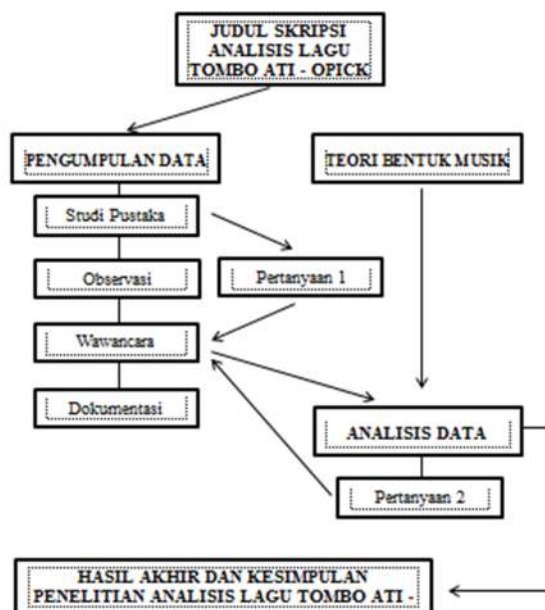 JUDUL SKRIPSI
ANALISIS LAGU
TOMBO ATI - OPICK
PENGUMPULAN DATA
TEORI BENTUK MUSIK
Studi Pustaka
Observasi
Pertanyaan 1
Wawancara
Dokumentasi
ANALISIS DATA
Pertanyaan 2
HASIL AKHIR DAN KESIMPULAN
PENELITIAN ANALISIS LAGU TOMBO ATI -